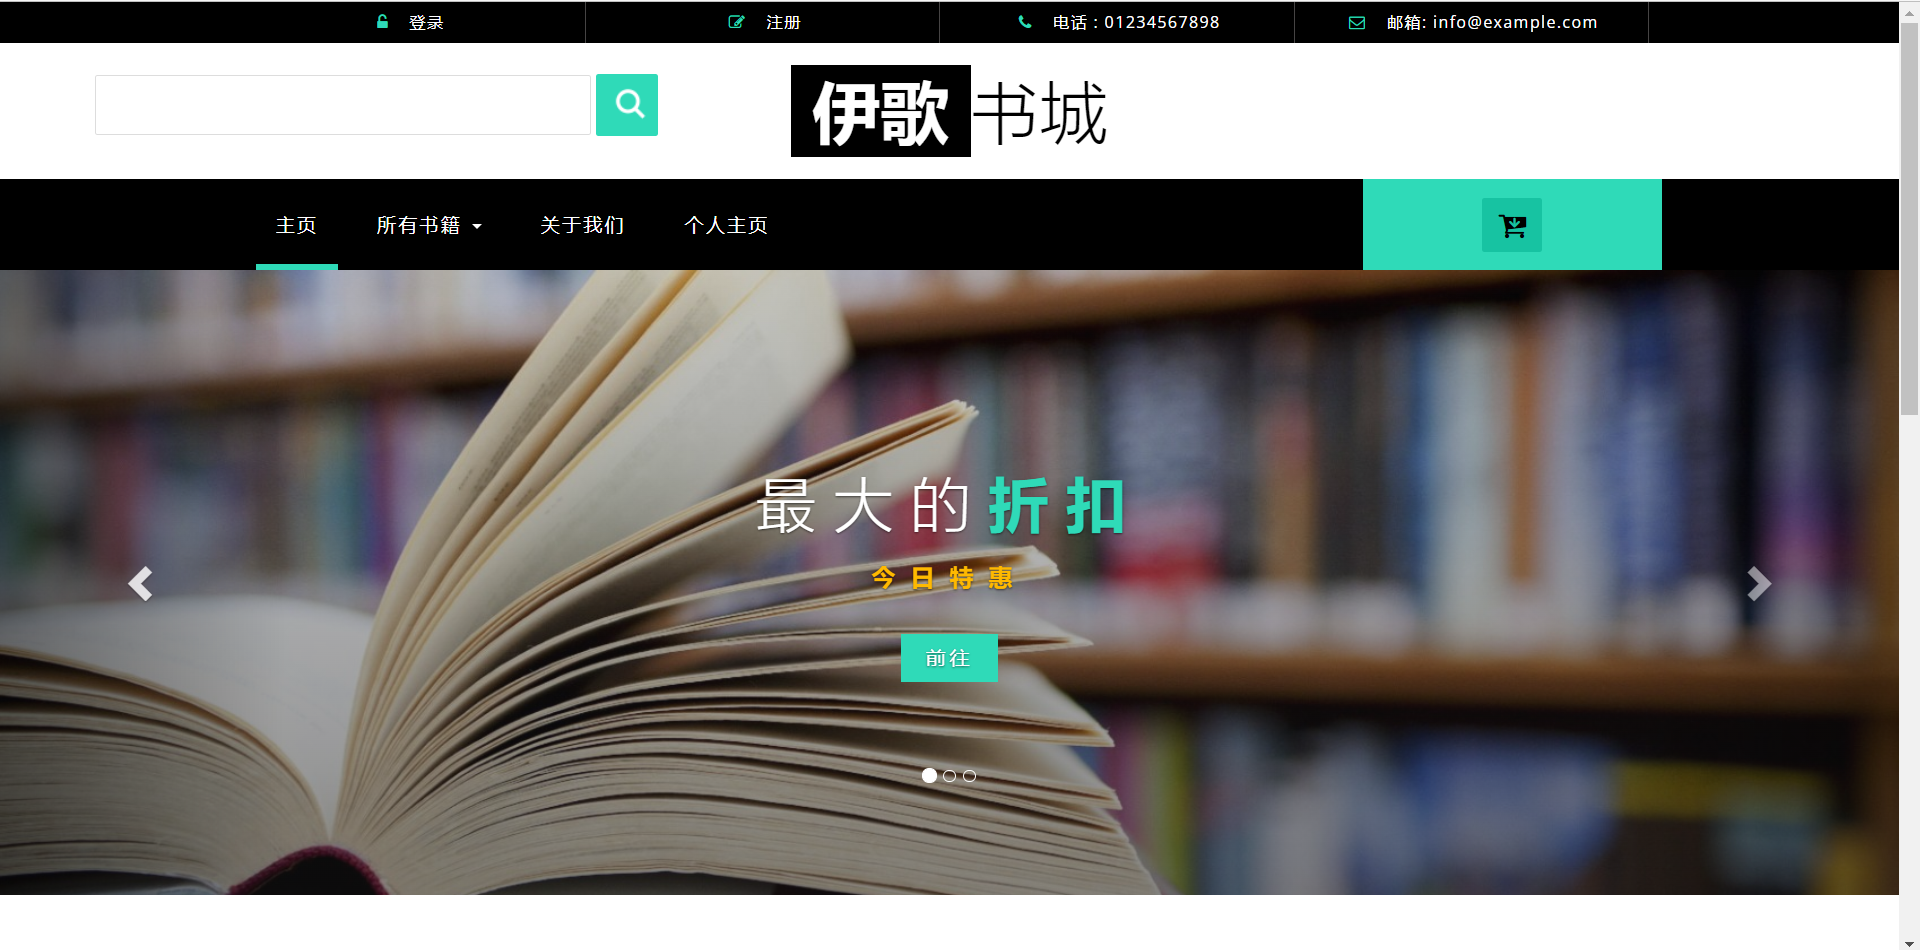 登录
注册
电话 : 01234567898
邮箱: info@example.com
伊歌书城
主页
所有书籍
关于我们
个人主页
最大的折扣
今日特惠
前往